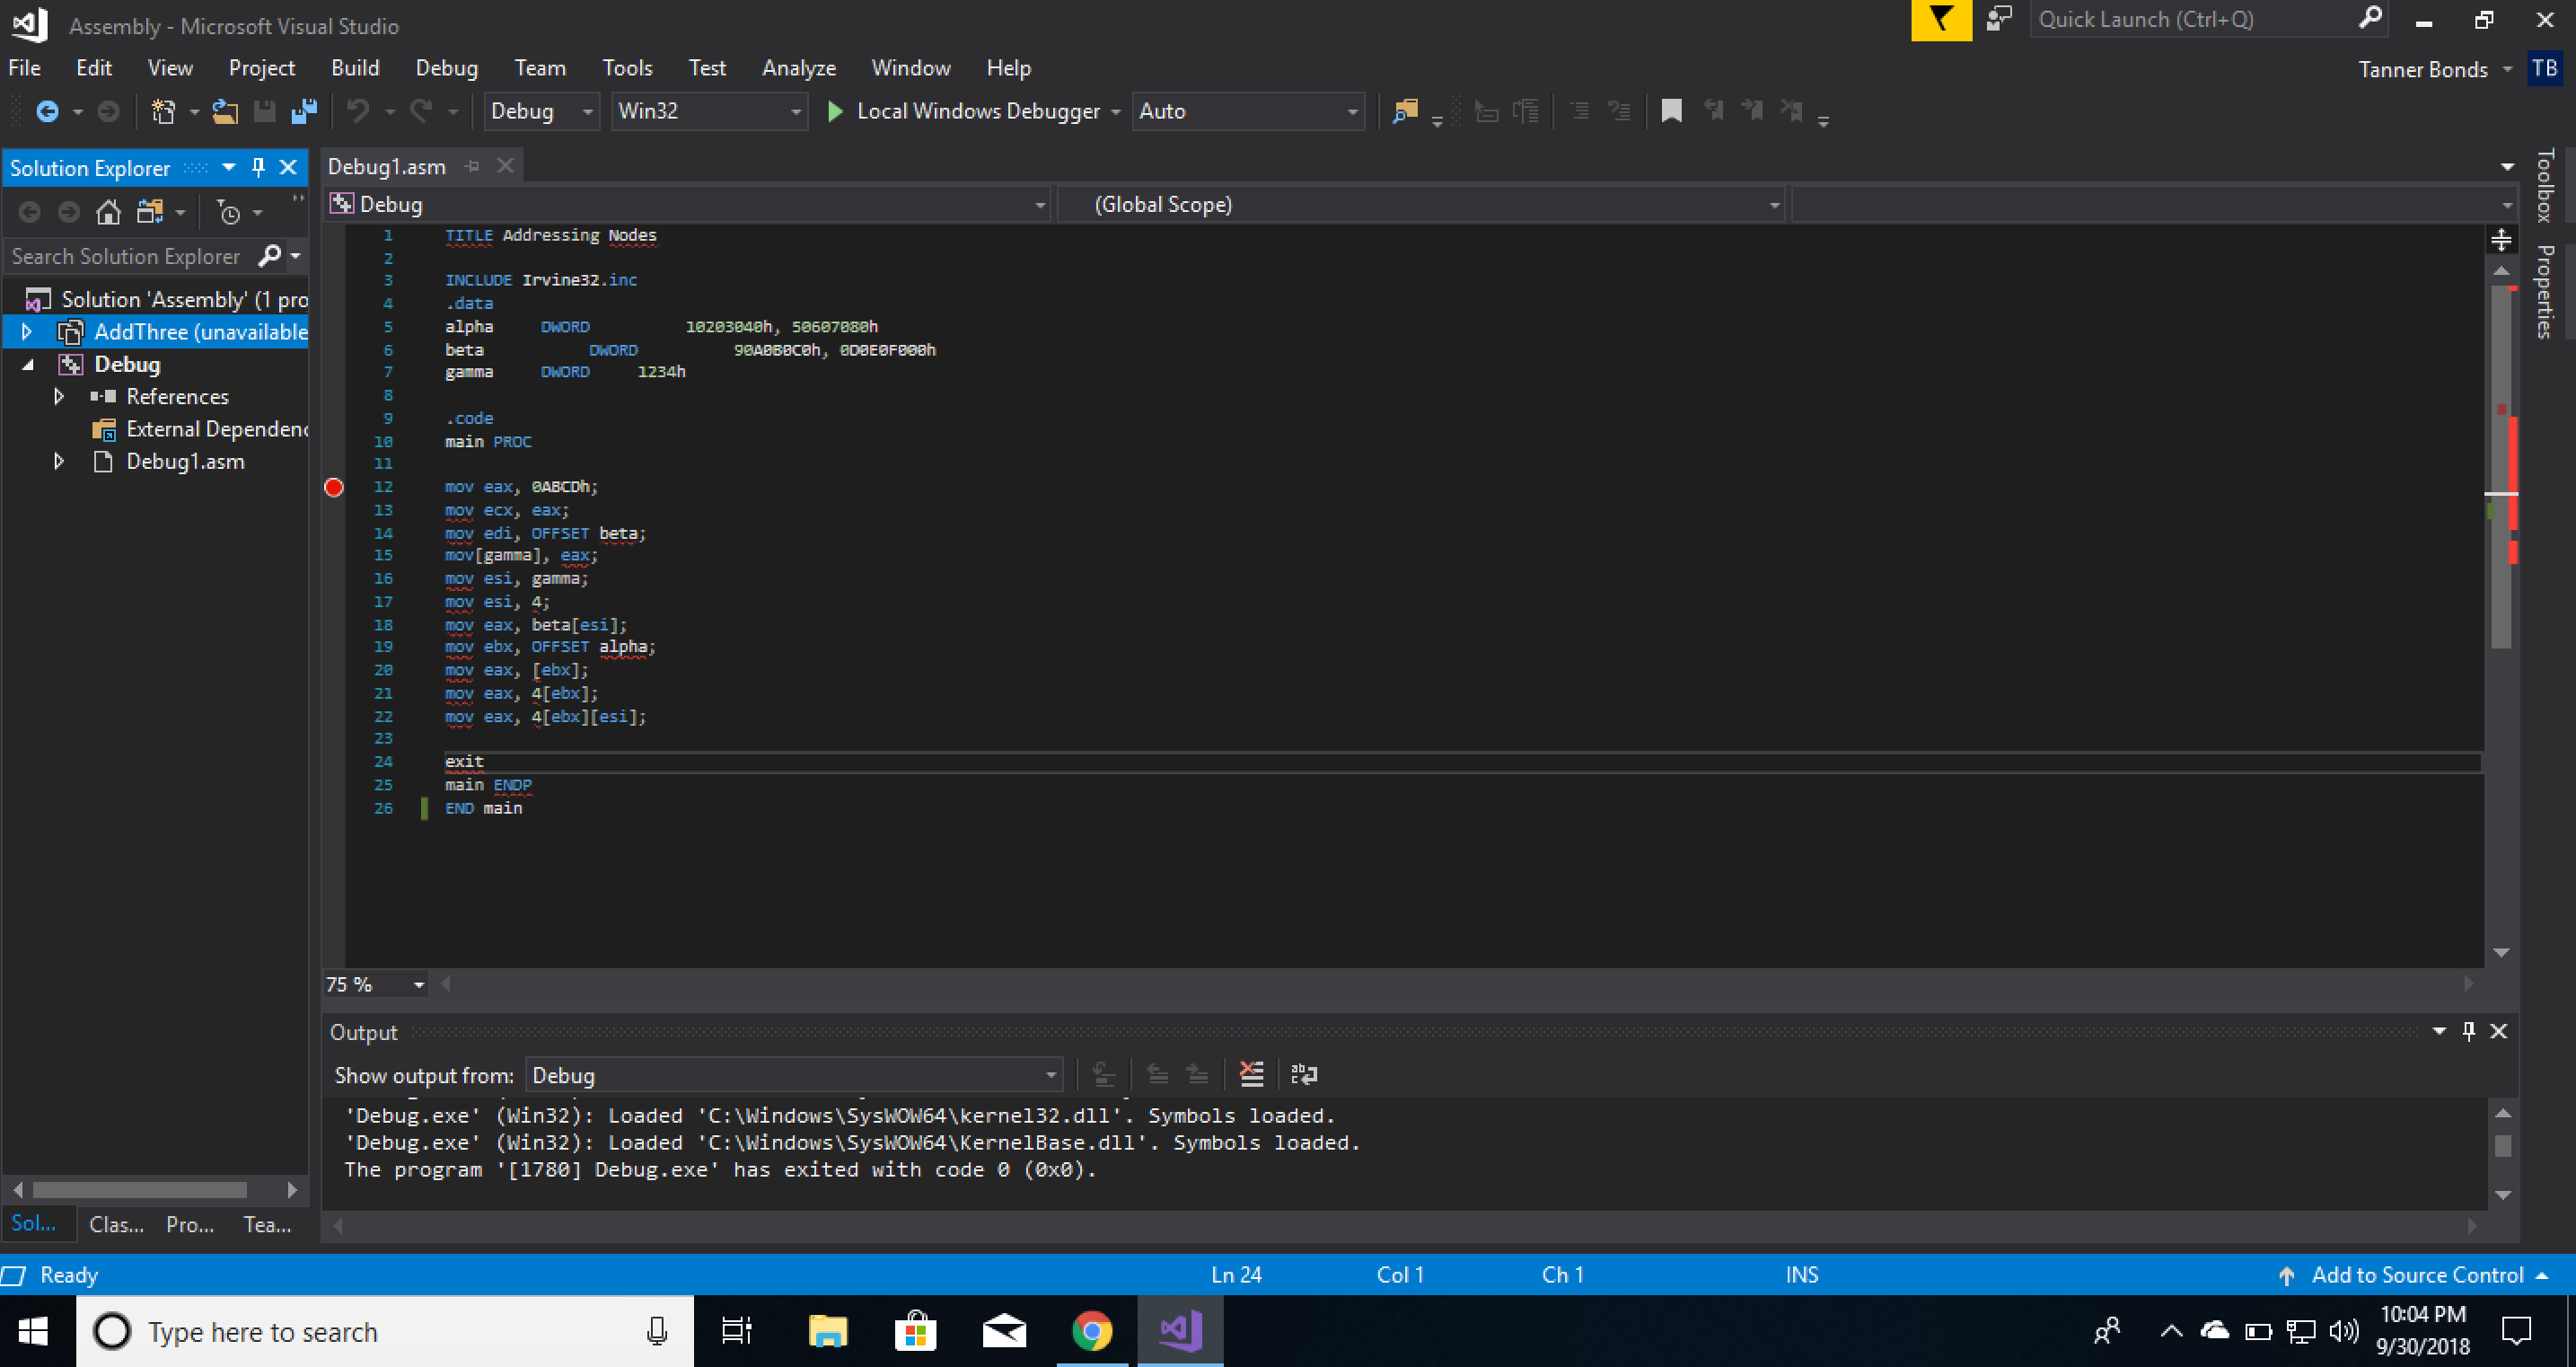 Assembly - Microsoft Visual Studio
Quick Launch (Ctrl+Q)
File Edit View Project Build Debug Team Tools Test Analyze Window Help
Tanner Bonds TB
Debug Win32 Local Windows Debugger Auto
Solution Explorer
Search Solution Explorer
Solution 'Assembly' (1 pro
AddThree (unavailable
Debug
References
External Dependenc
Debug1.asm
Sol... Clas... Pro... Tea...
Debug1.asm
Debug (Global Scope)
1 TITLE Addressing Nodes
2
3 INCLUDE Irvine32.inc
4 .data
5 alpha DWORD 10203040h, 50607080h
6 beta DWORD 90A0B0C0h, 0D0E0F000h
7 gamma DWORD 1234h
8
9 .code
10 main PROC
11
12 mov eax, 0ABCDh;
13 mov ecx, eax;
14 mov edi, OFFSET beta;
15 mov[gamma], eax;
16 mov esi, gamma;
17 mov esi, 4;
18 mov eax, beta[esi];
19 mov ebx, OFFSET alpha;
20 mov eax, [ebx];
21 mov eax, 4[ebx];
22 mov eax, 4[ebx][esi];
23
24 exit
25 main ENDP
26 END main
75 %
Toolbox
Properties
Output
Show output from: Debug
'Debug.exe' (Win32): Loaded 'C:\Windows\SysWOW64\kernel32.dll'. Symbols loaded.
'Debug.exe' (Win32): Loaded 'C:\Windows\SysWOW64\KernelBase.dll'. Symbols loaded.
The program '[1780] Debug.exe' has exited with code 0 (0x0).
Ready Ln 24 Col 1 Ch 1 INS Add to Source Control
Type here to search
10:04 PM
9/30/2018